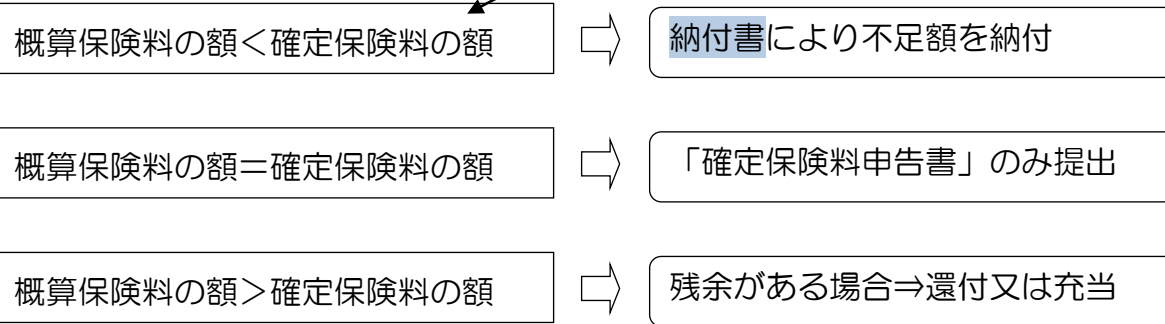 概算保険料の額＜確定保険料の額
納付書により不足額を納付
概算保険料の額＝確定保険料の額
「確定保険料申告書」のみ提出
概算保険料の額＞確定保険料の額
残余がある場合⇒還付又は充当